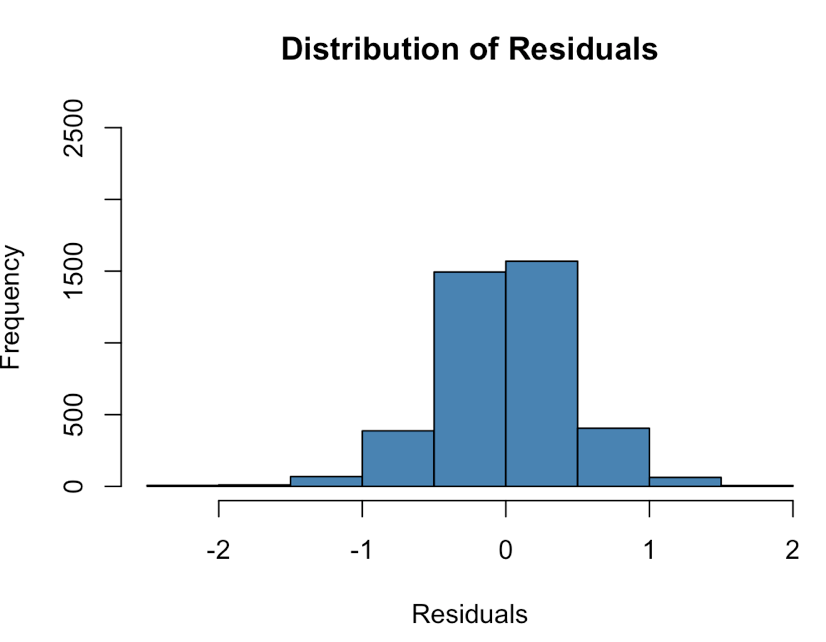 Distribution of Residuals
Frequency
2500
1500
500
0
-2 -1 0 1 2
Residuals